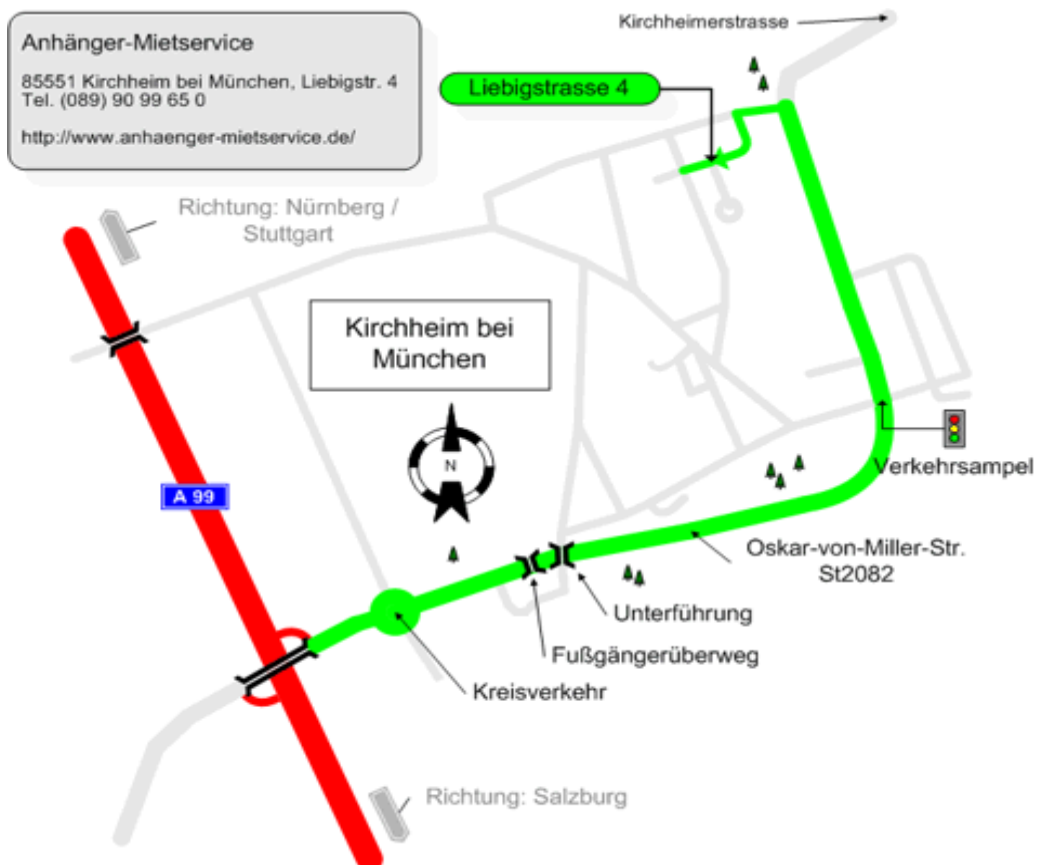 Anhänger-Mietservice
85551 Kirchheim bei München, Liebigstr. 4
Tel. (089) 90 99 65 0
http://www.anhaenger-mietservice.de/
Kirchheimerstrasse
Liebigstrasse 4
Richtung: Nürnberg /
Stuttgart
Kirchheim bei
München
N
A 99
Verkehrsampel
Oskar-von-Miller-Str.
St2082
Unterführung
Fußgängerüberweg
Kreisverkehr
Richtung: Salzburg